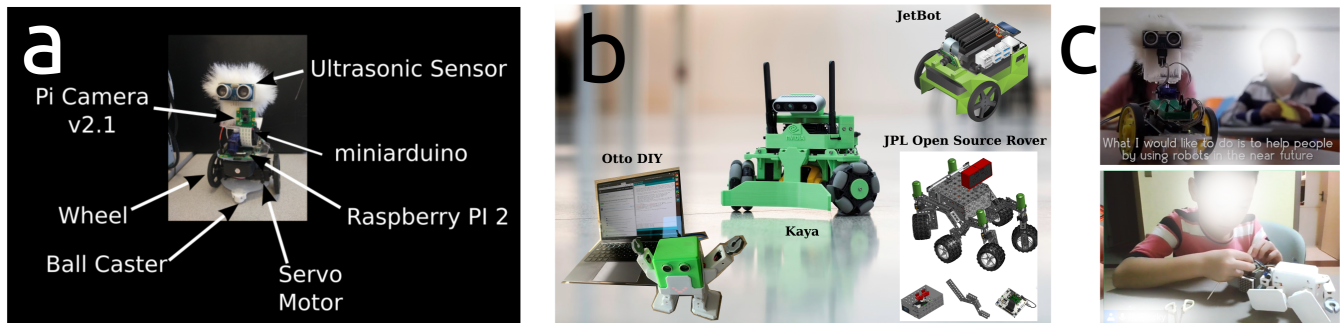 a
Ultrasonic Sensor
Pi Camera
v2.1
miniarduino
Wheel
Raspberry PI 2
Ball Caster
Servo
Motor
b
JetBot
JPL Open Source Rover
Otto DIY
Kaya
c
What I would like to do is to help people
by using robots in the near future